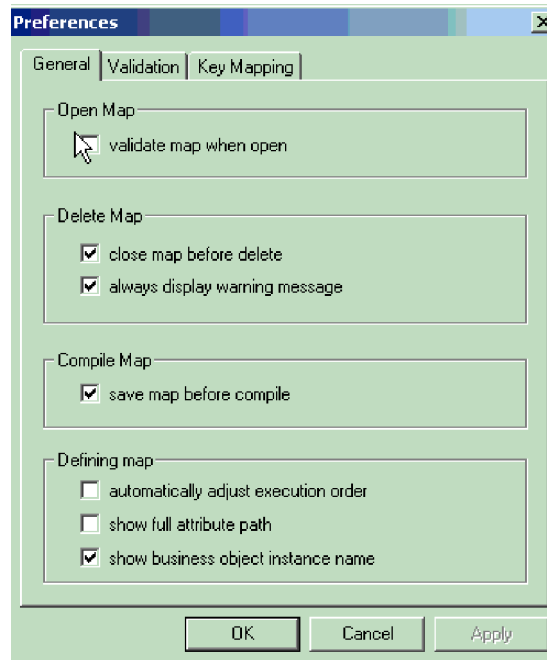 Preferences
General
Validation
Key Mapping
Open Map
validate map when open
Delete Map
close map before delete
always display warning message
Compile Map
save map before compile
Defining map
automatically adjust execution order
show full attribute path
show business object instance name
OK
Cancel
Apply